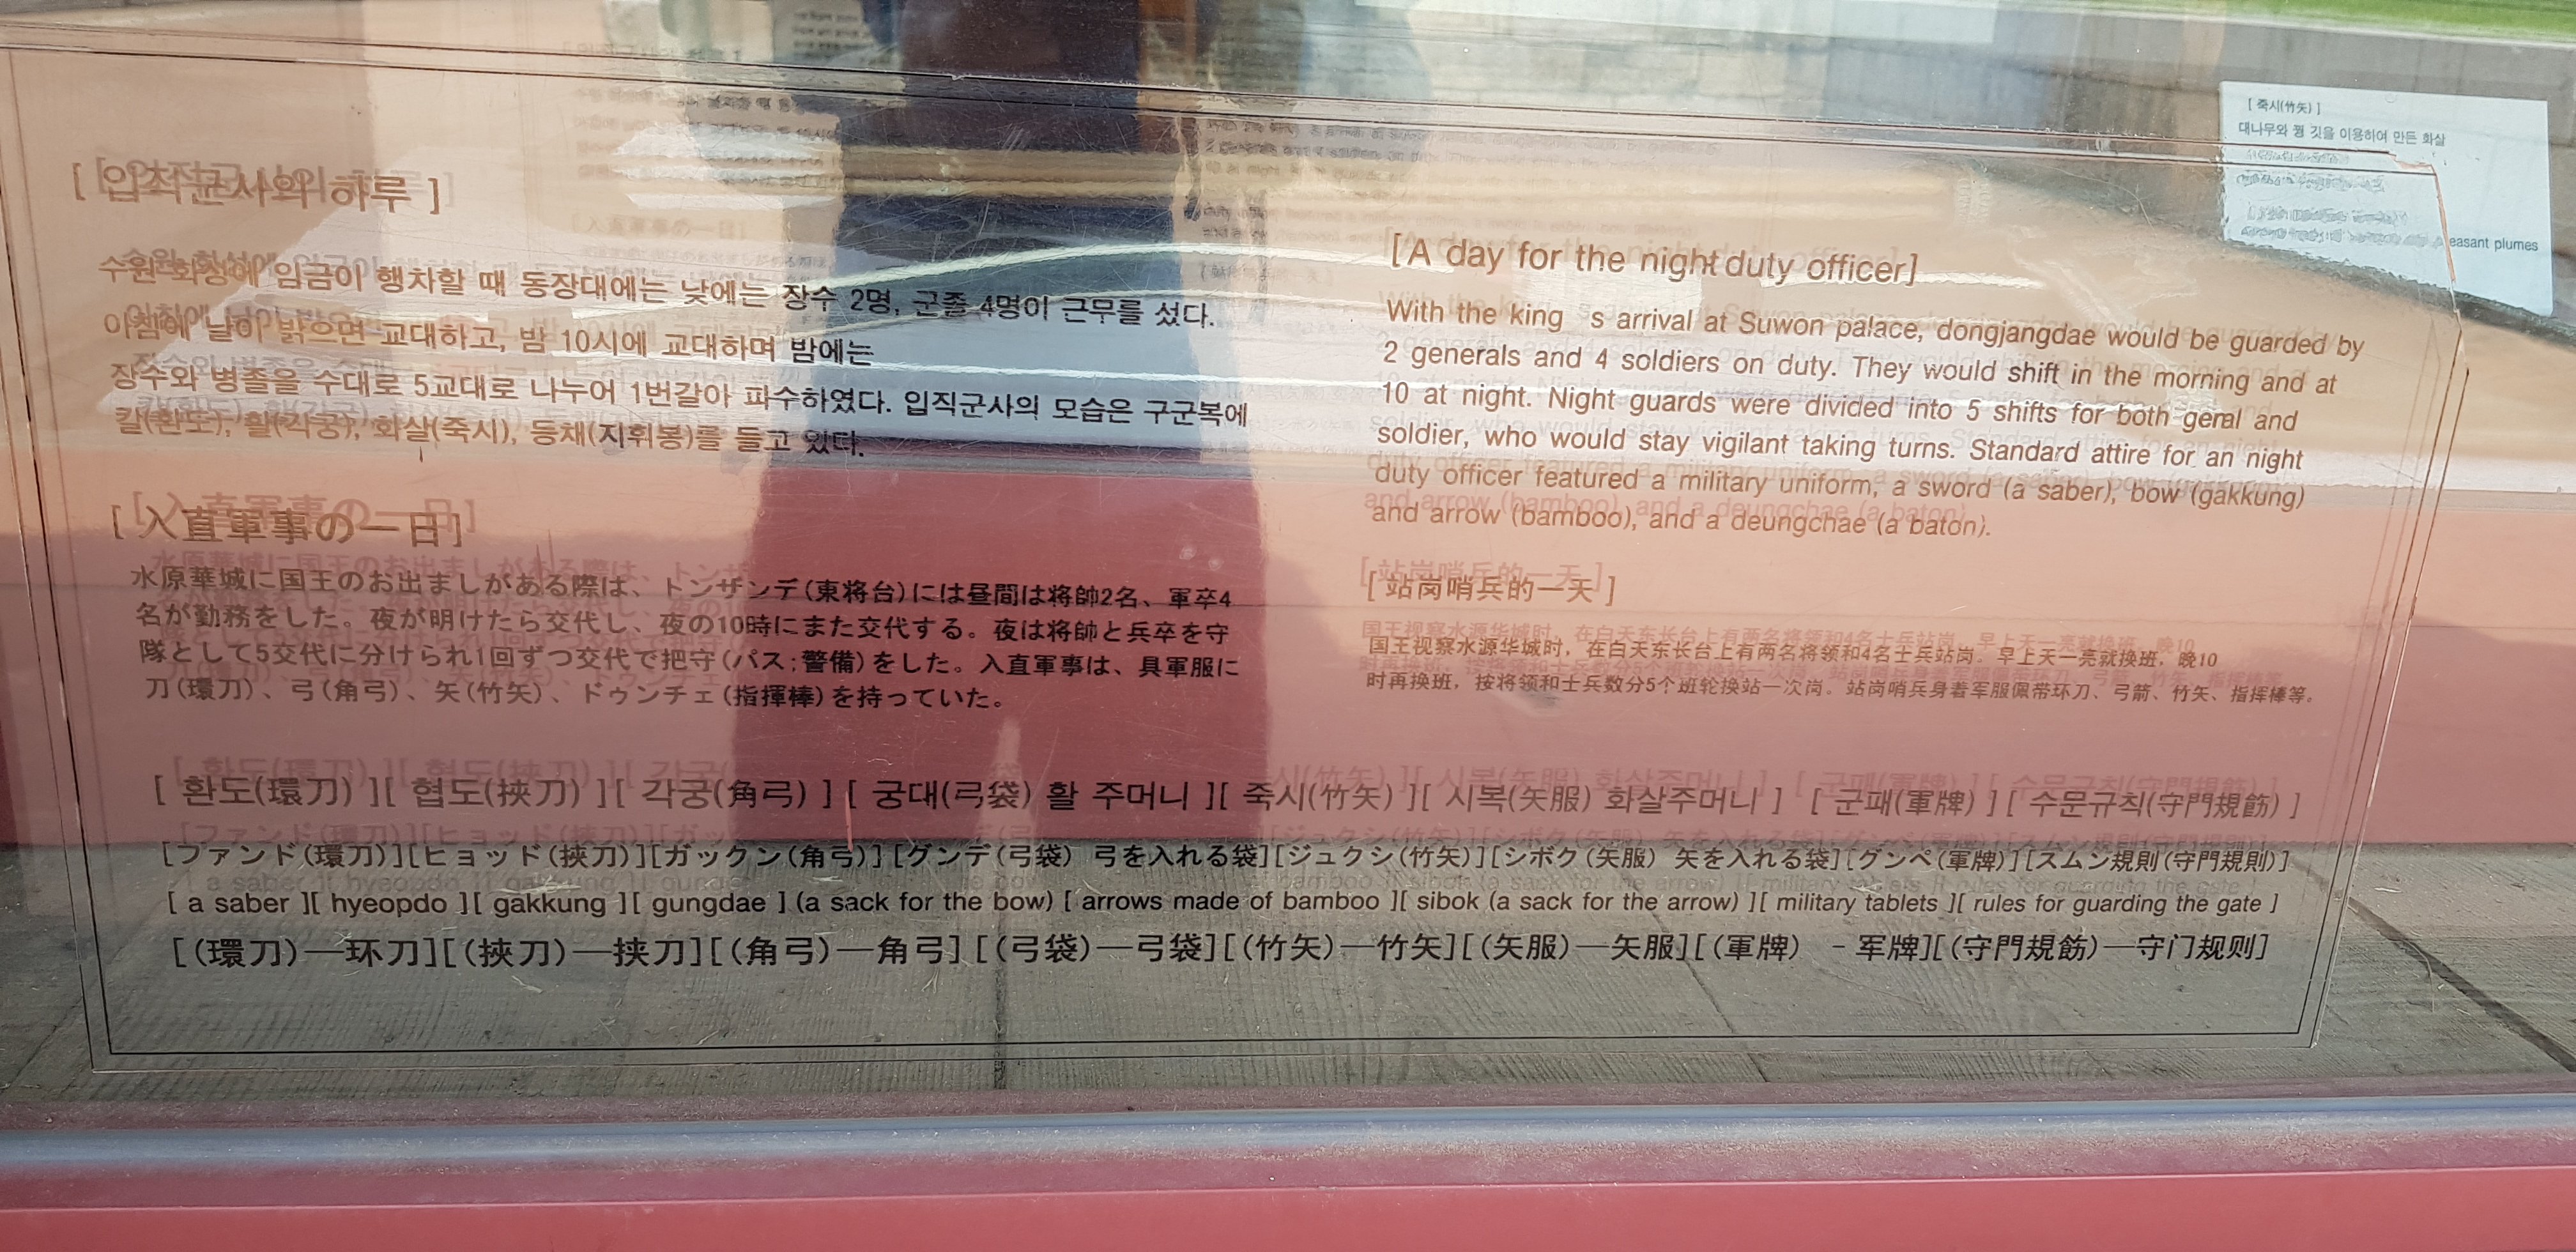 [ 입직군사의 하루 ]
수원 화성에 임금이 행차할 때 동장대에는 낮에는 장수 2명, 군졸 4명이 근무를 섰다.
아침에 날이 밝으면 교대하고, 밤 10시에 교대하며 밤에는
장수와 병졸을 수대로 5교대로 나누어 1번갈아 파수하였다. 입직군사의 모습은 구군복에
칼(환도), 활(각궁), 화살(죽시), 등채(지휘봉)를 들고 있다.
[ 入直軍事の一日]
水原華城に国王のお出ましがある際は、トンザンデ(東将台)には昼間は将帥2名、軍卒4
名が勤務をした。夜が明けたら交代し、夜の10時にまた交代する。夜は将帥と兵卒を守
隊として5交代に分けられ1回ずつ交代で把守(パス:警備)をした。入直軍事は、具軍服に
刀(環刀)、弓(角弓)、矢(竹矢)、ドゥンチェ(指揮棒)を持っていた。
[A day for the night duty officer]
With the king s arrival at Suwon palace, dongjangdae would be guarded by
2 generals and 4 soldiers on duty. They would shift in the morning and at
10 at night. Night guards were divided into 5 shifts for both geral and
soldier, who would stay vigilant taking turns. Standard attire for an night
duty officer featured a military uniform, a sword (a saber), bow (gakkung)
and arrow (bamboo), and a deungchae (a baton).
[ 站岗哨兵的一天 ]
国王视察水源华城时，在白天东长台上有两名将领和4名士兵站岗。早上天一亮就换班，晚10
时再换班，按将领和士兵数分5个班轮换站一次岗。站岗哨兵身着军服佩带环刀、弓箭、竹矢、指挥棒等。
[ 환도(環刀) ][ 협도(挾刀) ][ 각궁(角弓) ] [ 궁대(弓袋) 활 주머니 ][ 죽시(竹矢) ][ 시복(矢服) 화살주머니 ] [ 군패(軍牌) ] [ 수문규칙(守門規節) ]
[ファンド(環刀)][ヒョッド(挾刀)][ガックン(角弓)] [グンデ(弓袋) 弓を入れる袋][ジュクシ(竹矢)][シボク(矢服) 矢を入れる袋][グンペ(軍牌)][スムン規則(守門規則)]
[ a saber ][ hyeopdo ][ gakkung ][ gungdae ] (a sack for the bow) [ arrows made of bamboo ][ sibok (a sack for the arrow) ][ military tablets ][ rules for guarding the gate ]
[(環刀)—环刀][(挾刀)—挟刀][(角弓)—角弓] [(弓袋)—弓袋][(竹矢)—竹矢][(矢服)—矢服][(軍牌) - 军牌][(守門規節)—守门规则]
[ 죽시(竹矢) ]
대나무와 꿩 깃을 이용하여 만든 화살
easant plumes